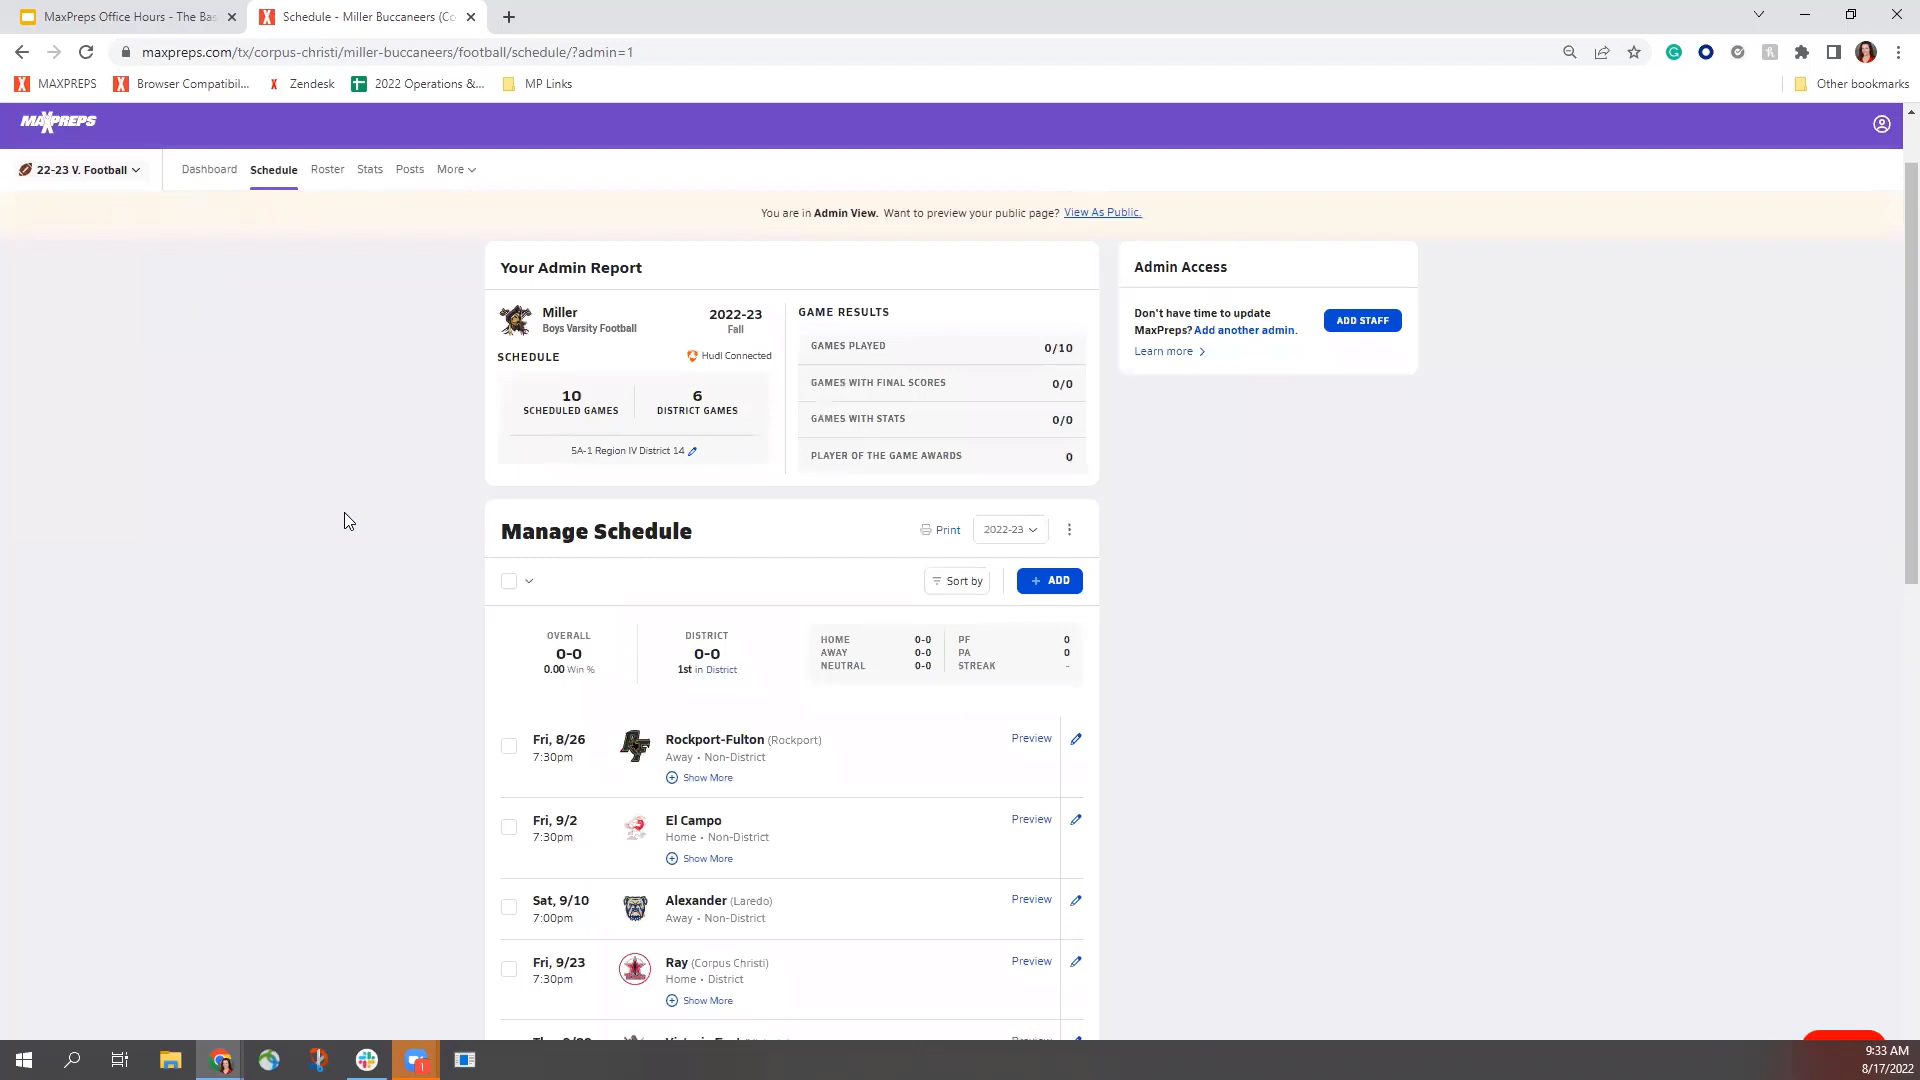 MaxPreps Office Hours - The Bas
Schedule - Miller Buccaneers (Co
maxpreps.com/tx/corpus-christi/miller-buccaneers/football/schedule/?admin=1
MAXPREPS
Browser Compatibil...
Zendesk
2022 Operations &...
MP Links
Other bookmarks
MAXPREPS
22-23 V. Football
Dashboard
Schedule
Roster
Stats
Posts
More
You are in Admin View. Want to preview your public page? View As Public.
Your Admin Report
Miller
Boys Varsity Football
2022-23
Fall
SCHEDULE
Hudl Connected
10
SCHEDULED GAMES
6
DISTRICT GAMES
5A-1 Region IV District 14
GAME RESULTS
GAMES PLAYED 0/10
GAMES WITH FINAL SCORES 0/0
GAMES WITH STATS 0/0
PLAYER OF THE GAME AWARDS 0
Admin Access
Don't have time to update
MaxPreps? Add another admin.
Learn more
ADD STAFF
Manage Schedule
Print
2022-23
Sort by
+ ADD
OVERALL
0-0
0.00 Win %
DISTRICT
0-0
1st in District
HOME 0-0
AWAY 0-0
NEUTRAL 0-0
PF 0
PA 0
STREAK -
Fri, 8/26
7:30pm
Rockport-Fulton (Rockport)
Away • Non-District
Show More
Preview
Fri, 9/2
7:30pm
El Campo
Home • Non-District
Show More
Preview
Sat, 9/10
7:00pm
Alexander (Laredo)
Away • Non-District
Preview
Fri, 9/23
7:30pm
Ray (Corpus Christi)
Home • District
Show More
Preview
1
9:33 AM
8/17/2022